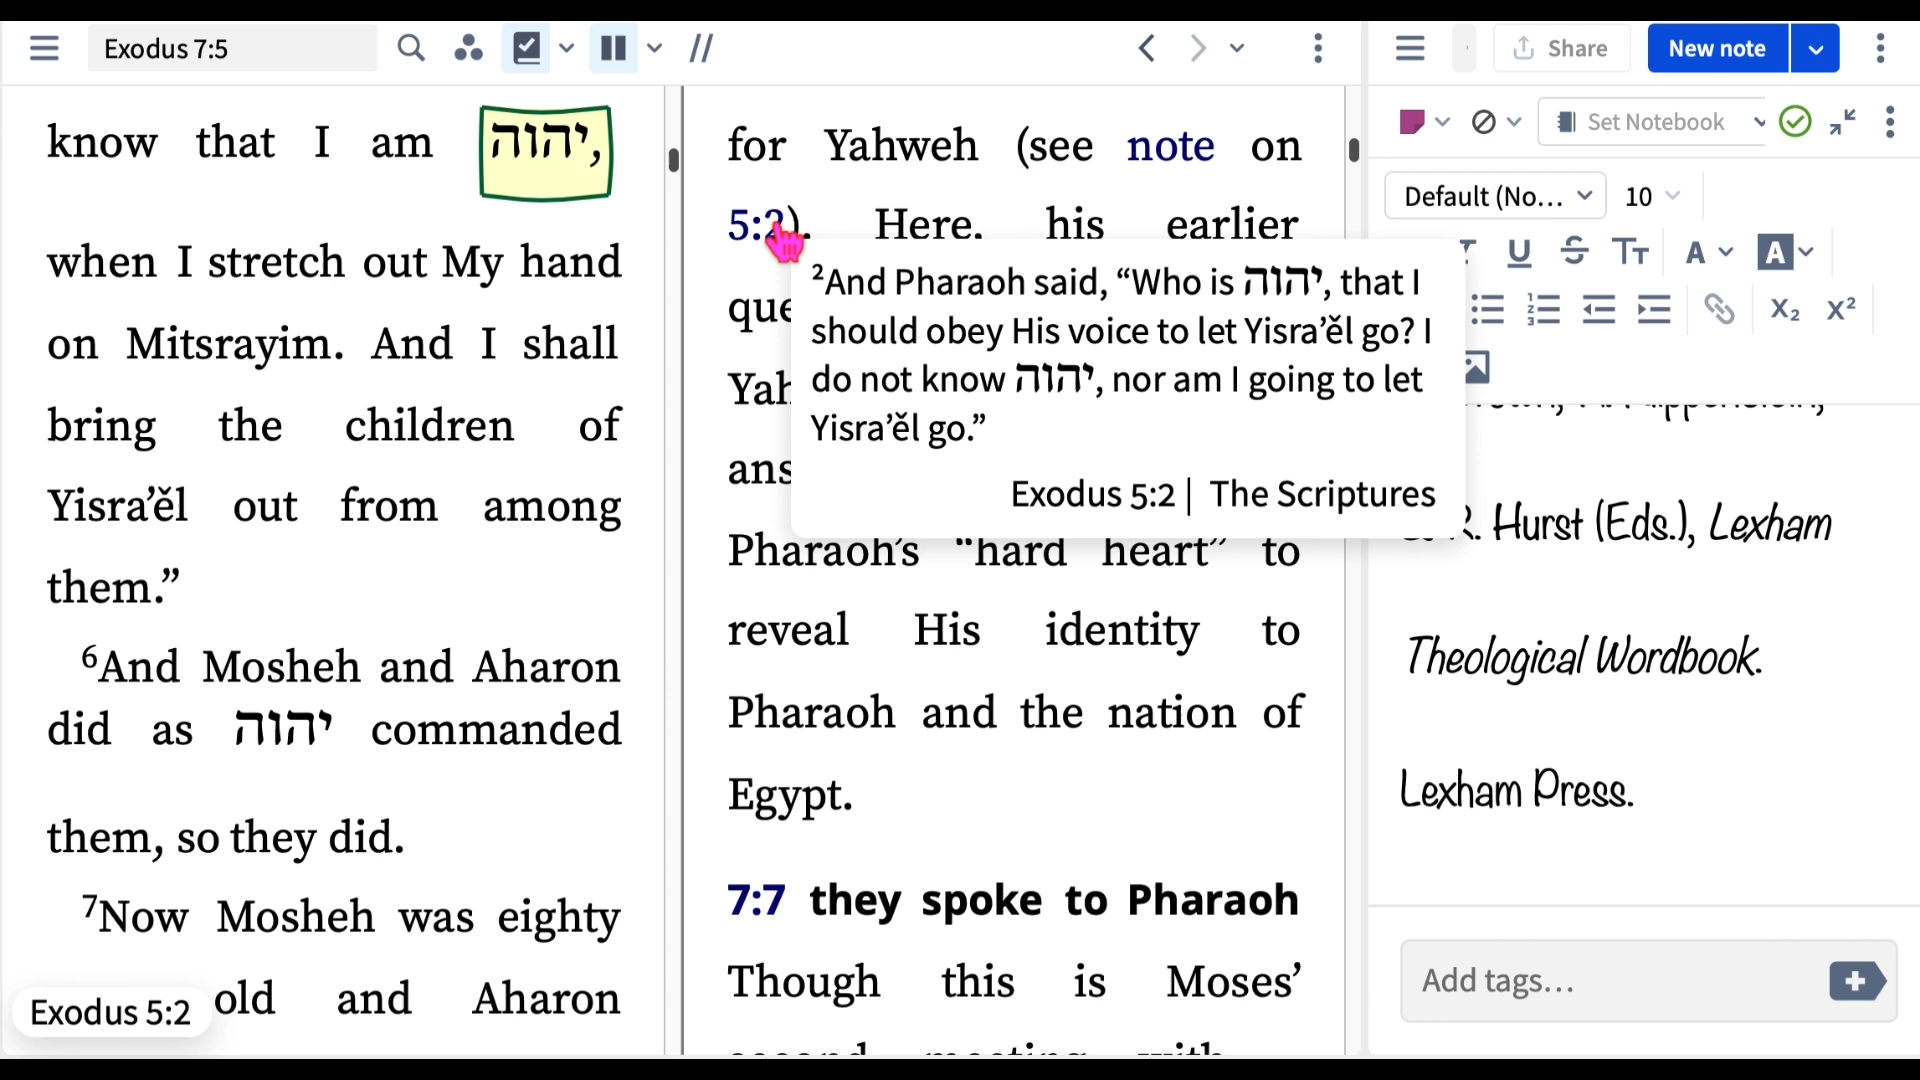 Exodus 7:5
Share
New note
know that I am יהוה,
when I stretch out My hand
on Mitsrayim. And I shall
bring the children of
Yisra’ěl out from among
them.”
6And Mosheh and Aharon
did as יהוה commanded
them, so they did.
7Now Mosheh was eighty
old and Aharon
Exodus 5:2
for Yahweh (see note on
5:2). Here, his earlier
Pharaoh’s “hard heart” to
reveal His identity to
Pharaoh and the nation of
Egypt.
7:7 they spoke to Pharaoh
Though this is Moses’
2And Pharaoh said, “Who is יהוה, that I
should obey His voice to let Yisra’ěl go? I
do not know יהוה, nor am I going to let
Yisra’ěl go.”
Exodus 5:2 | The Scriptures
Set Notebook
Default (No... 10
R. Hurst (Eds.), Lexham
Theological Wordbook.
Lexham Press.
Add tags…